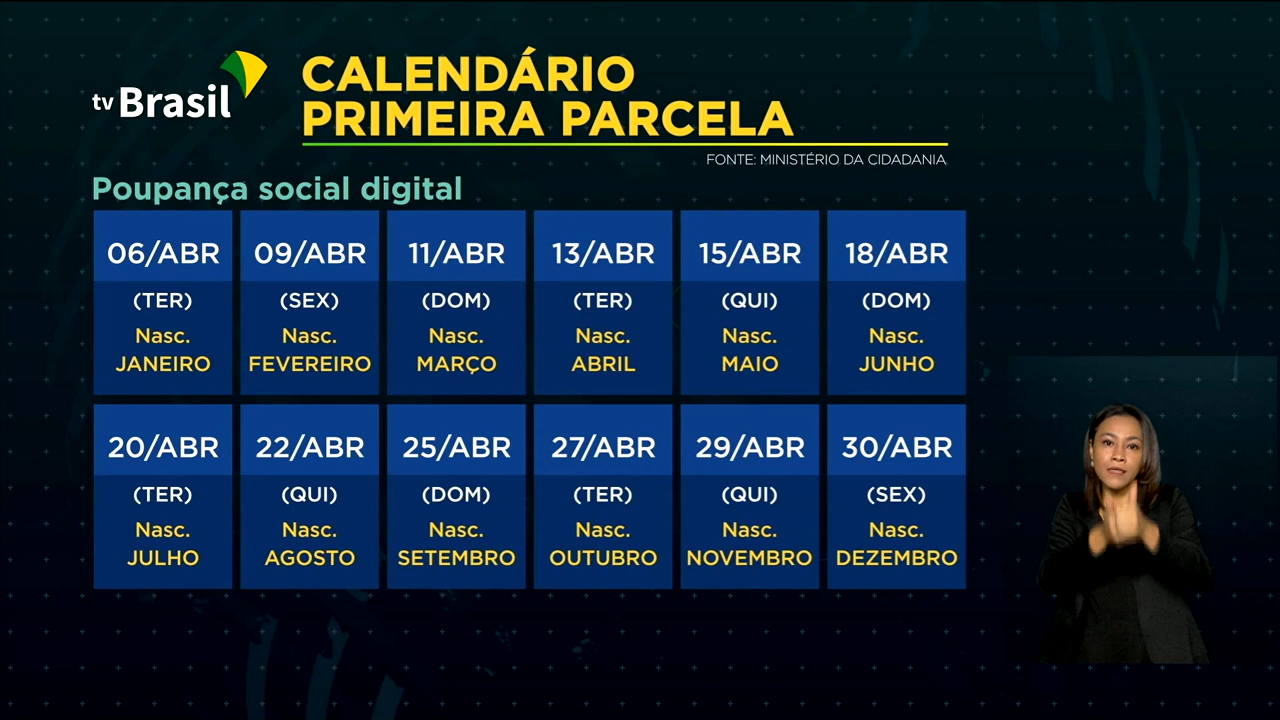 tv Brasil
CALENDÁRIO
PRIMEIRA PARCELA
FONTE: MINISTÉRIO DA CIDADANIA
Poupança social digital
06/ABR
(TER)
Nasc.
JANEIRO
09/ABR
(SEX)
Nasc.
FEVEREIRO
11/ABR
(DOM)
Nasc.
MARÇO
13/ABR
(TER)
Nasc.
ABRIL
15/ABR
(QUI)
Nasc.
MAIO
18/ABR
(DOM)
Nasc.
JUNHO
20/ABR
(TER)
Nasc.
JULHO
22/ABR
(QUI)
Nasc.
AGOSTO
25/ABR
(DOM)
Nasc.
SETEMBRO
27/ABR
(TER)
Nasc.
OUTUBRO
29/ABR
(QUI)
Nasc.
NOVEMBRO
30/ABR
(SEX)
Nasc.
DEZEMBRO